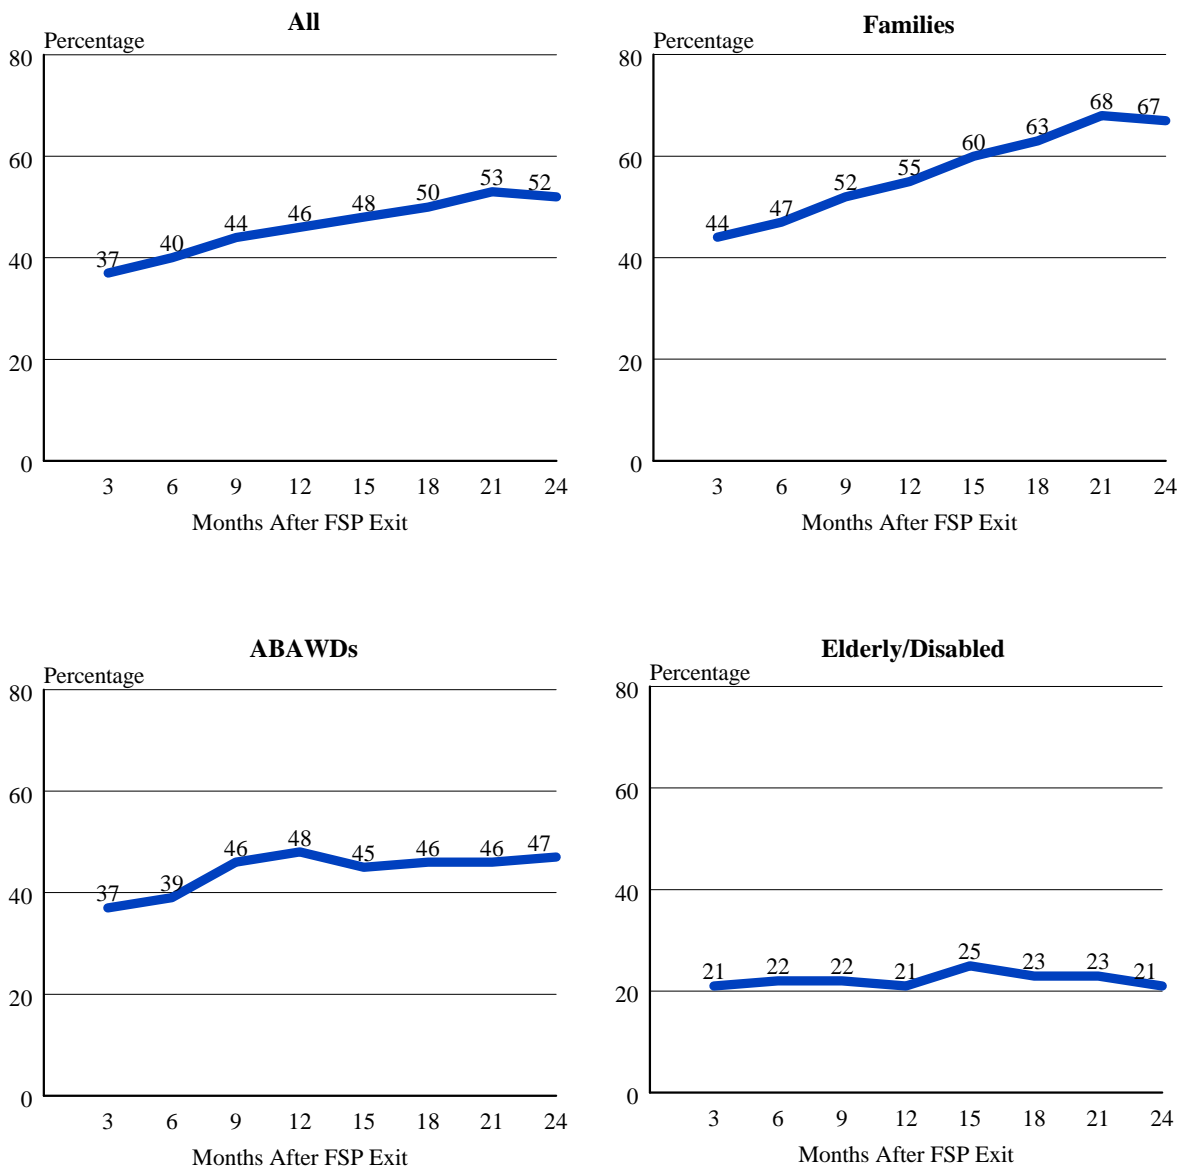 All
Percentage
80
60
40
20
0
37 40 44 46 48 50 53 52
3 6 9 12 15 18 21 24
Months After FSP Exit
Families
Percentage
80
60
40
20
0
44 47 52 55 60 63 68 67
3 6 9 12 15 18 21 24
Months After FSP Exit
ABAWDs
Percentage
80
60
40
20
0
37 39 46 48 45 46 46 47
3 6 9 12 15 18 21 24
Months After FSP Exit
Elderly/Disabled
Percentage
80
60
40
20
0
21 22 22 21 25 23 23 21
3 6 9 12 15 18 21 24
Months After FSP Exit